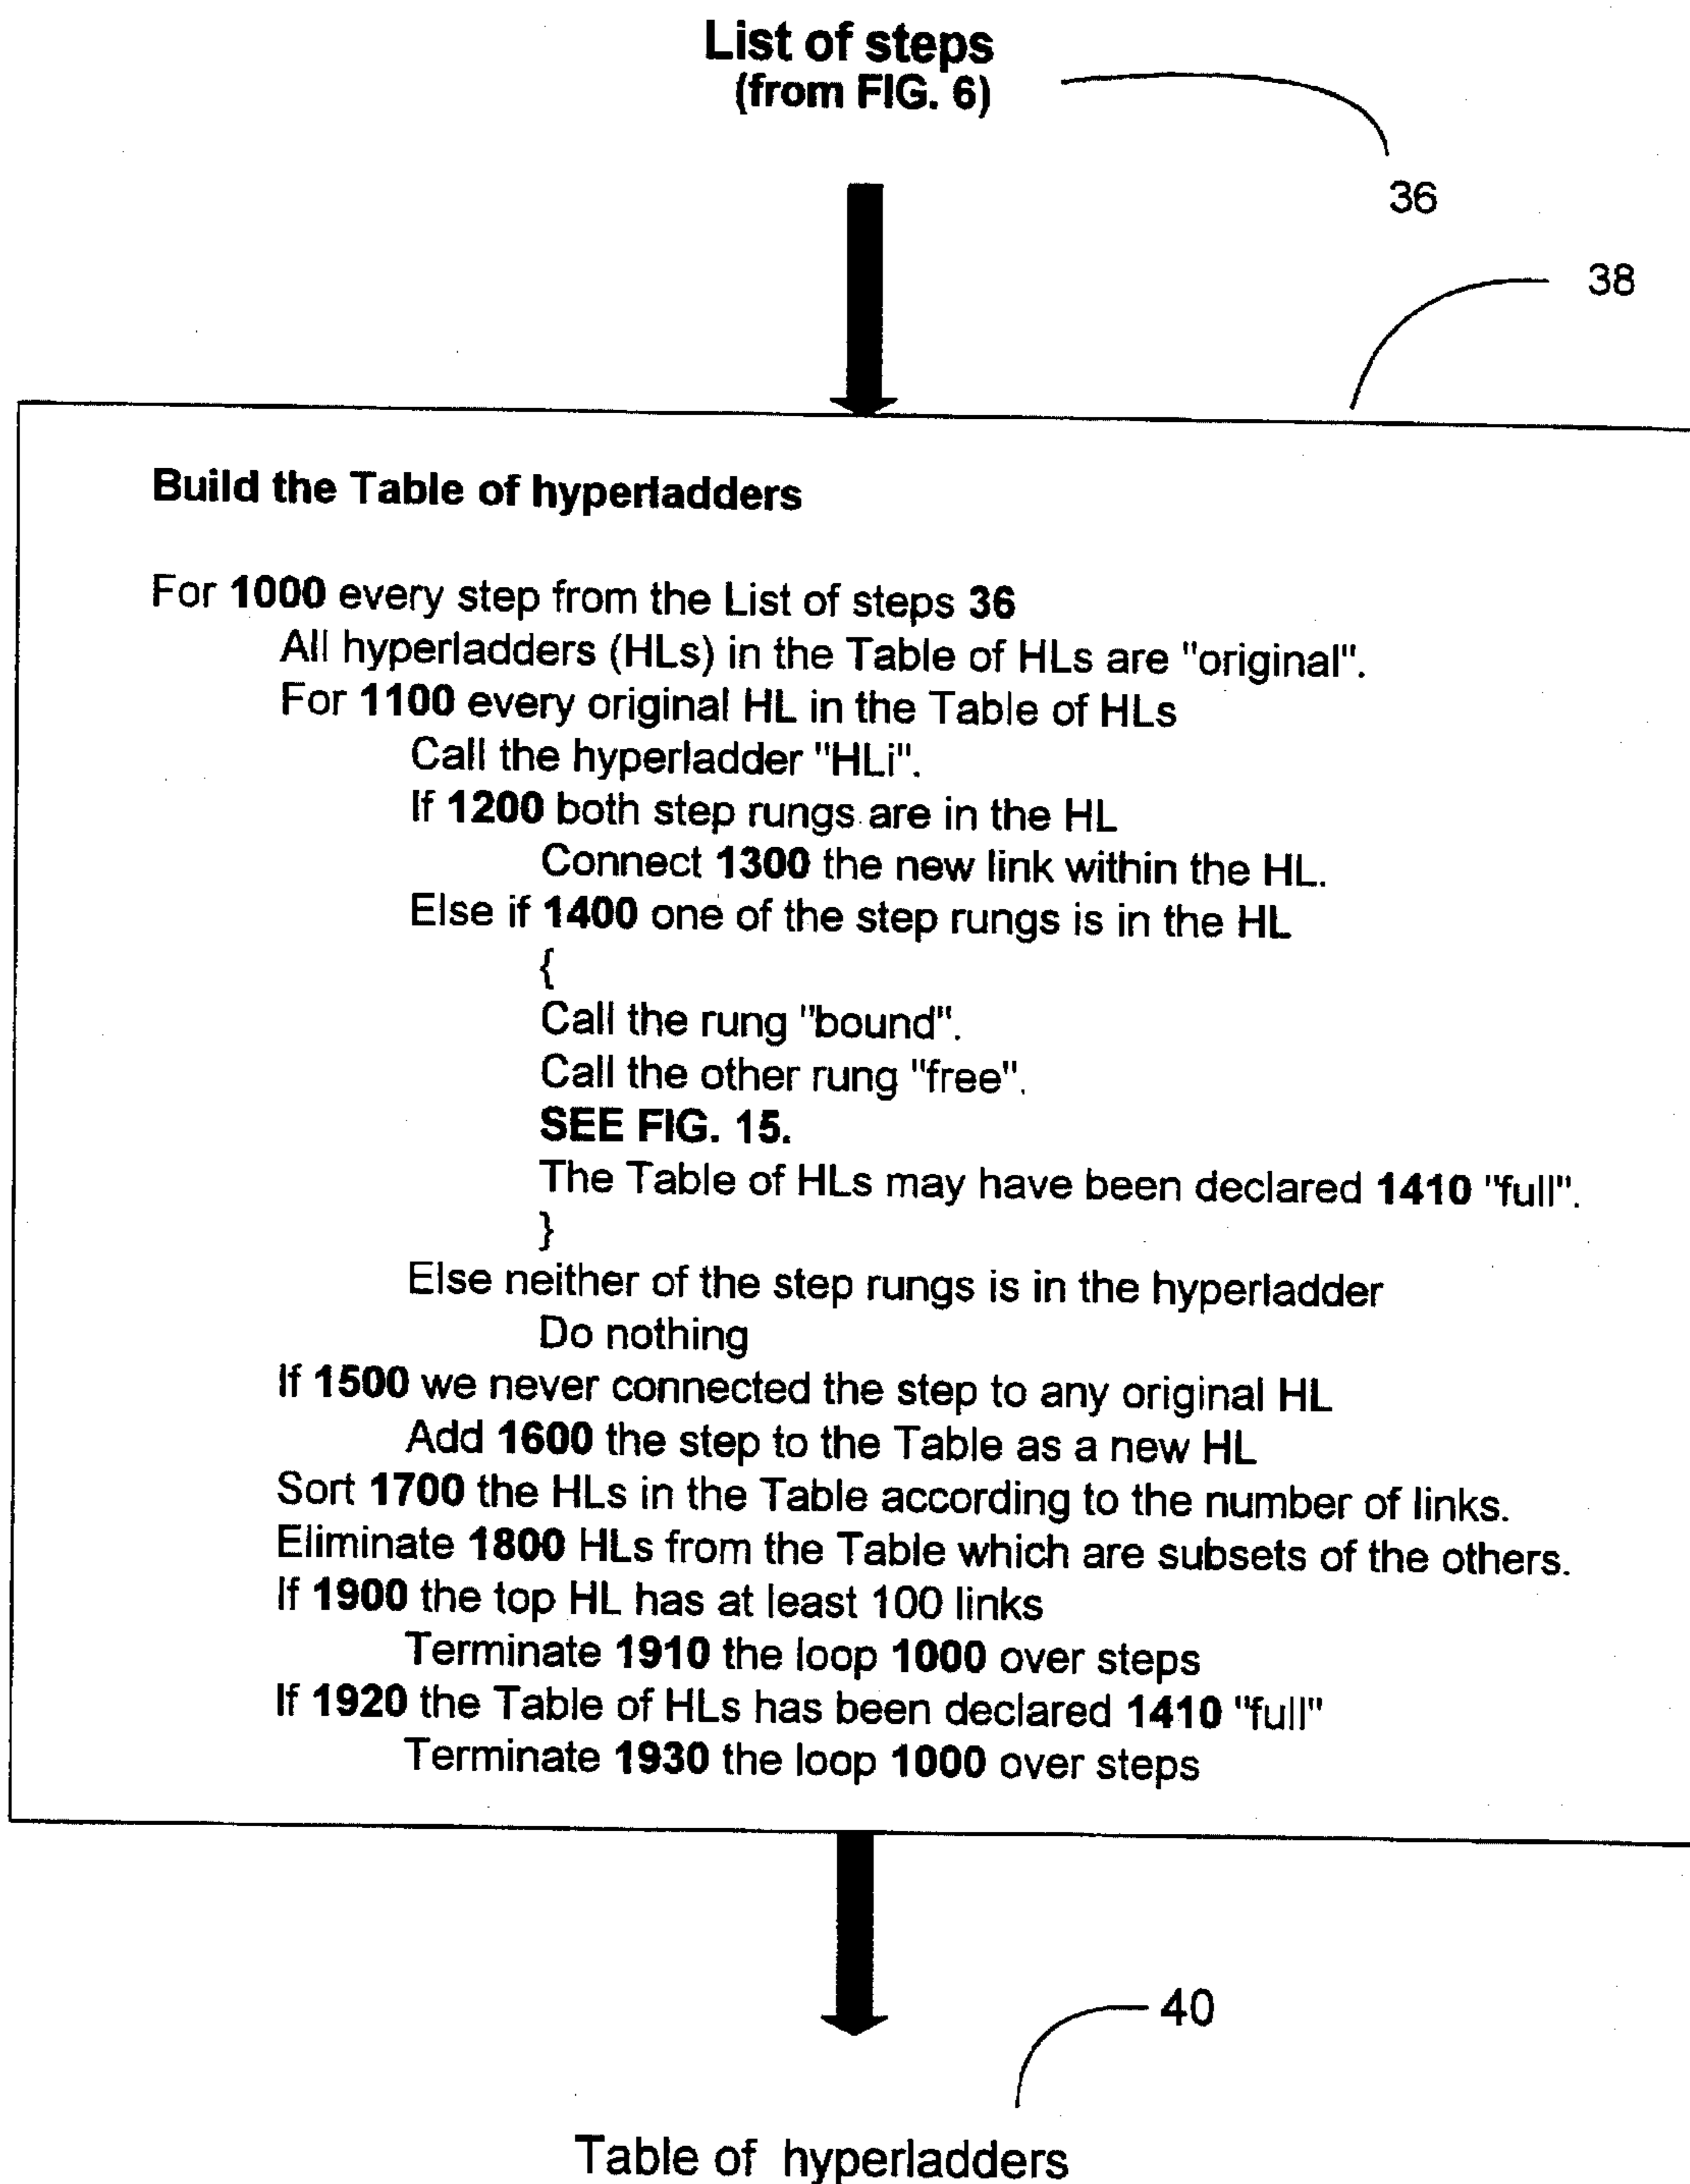 List of steps
(from FIG. 6)
36
38
Build the Table of hyperladders
For 1000 every step from the List of steps 36
All hyperladders (HLs) in the Table of HLs are "original".
For 1100 every original HL in the Table of HLs
Call the hyperladder "HLi".
If 1200 both step rungs are in the HL
Connect 1300 the new link within the HL.
Else if 1400 one of the step rungs is in the HL
{
Call the rung "bound".
Call the other rung "free".
SEE FIG. 15.
The Table of HLs may have been declared 1410 "full".
}
Else neither of the step rungs is in the hyperladder
Do nothing
If 1500 we never connected the step to any original HL
Add 1600 the step to the Table as a new HL
Sort 1700 the HLs in the Table according to the number of links.
Eliminate 1800 HLs from the Table which are subsets of the others.
If 1900 the top HL has at least 100 links
Terminate 1910 the loop 1000 over steps
If 1920 the Table of HLs has been declared 1410 "full"
Terminate 1930 the loop 1000 over steps
40
Table of hyperladders